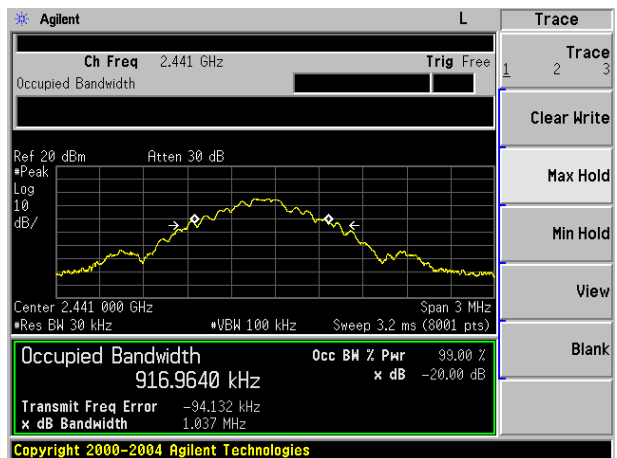 Agilent L Trace
Ch Freq 2.441 GHz Trig Free
Occupied Bandwidth
Trace
1 2 3
Clear Write
Max Hold
Min Hold
View
Blank
Ref 20 dBm Atten 30 dB
#Peak
Log
10
dB/
Center 2.441 000 GHz Span 3 MHz
#Res BW 30 kHz #VBW 100 kHz Sweep 3.2 ms (8001 pts)
Occupied Bandwidth Occ BW % Pwr 99.00 %
916.9640 kHz x dB -20.00 dB
Transmit Freq Error -94.132 kHz
x dB Bandwidth 1.037 MHz
Copyright 2000-2004 Agilent Technologies